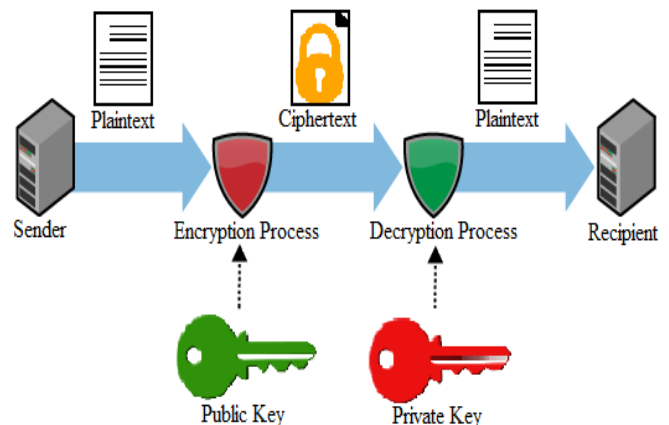 Plaintext
Ciphertext
Plaintext
Sender
Encryption Process
Decryption Process
Recipient
Public Key
Private Key